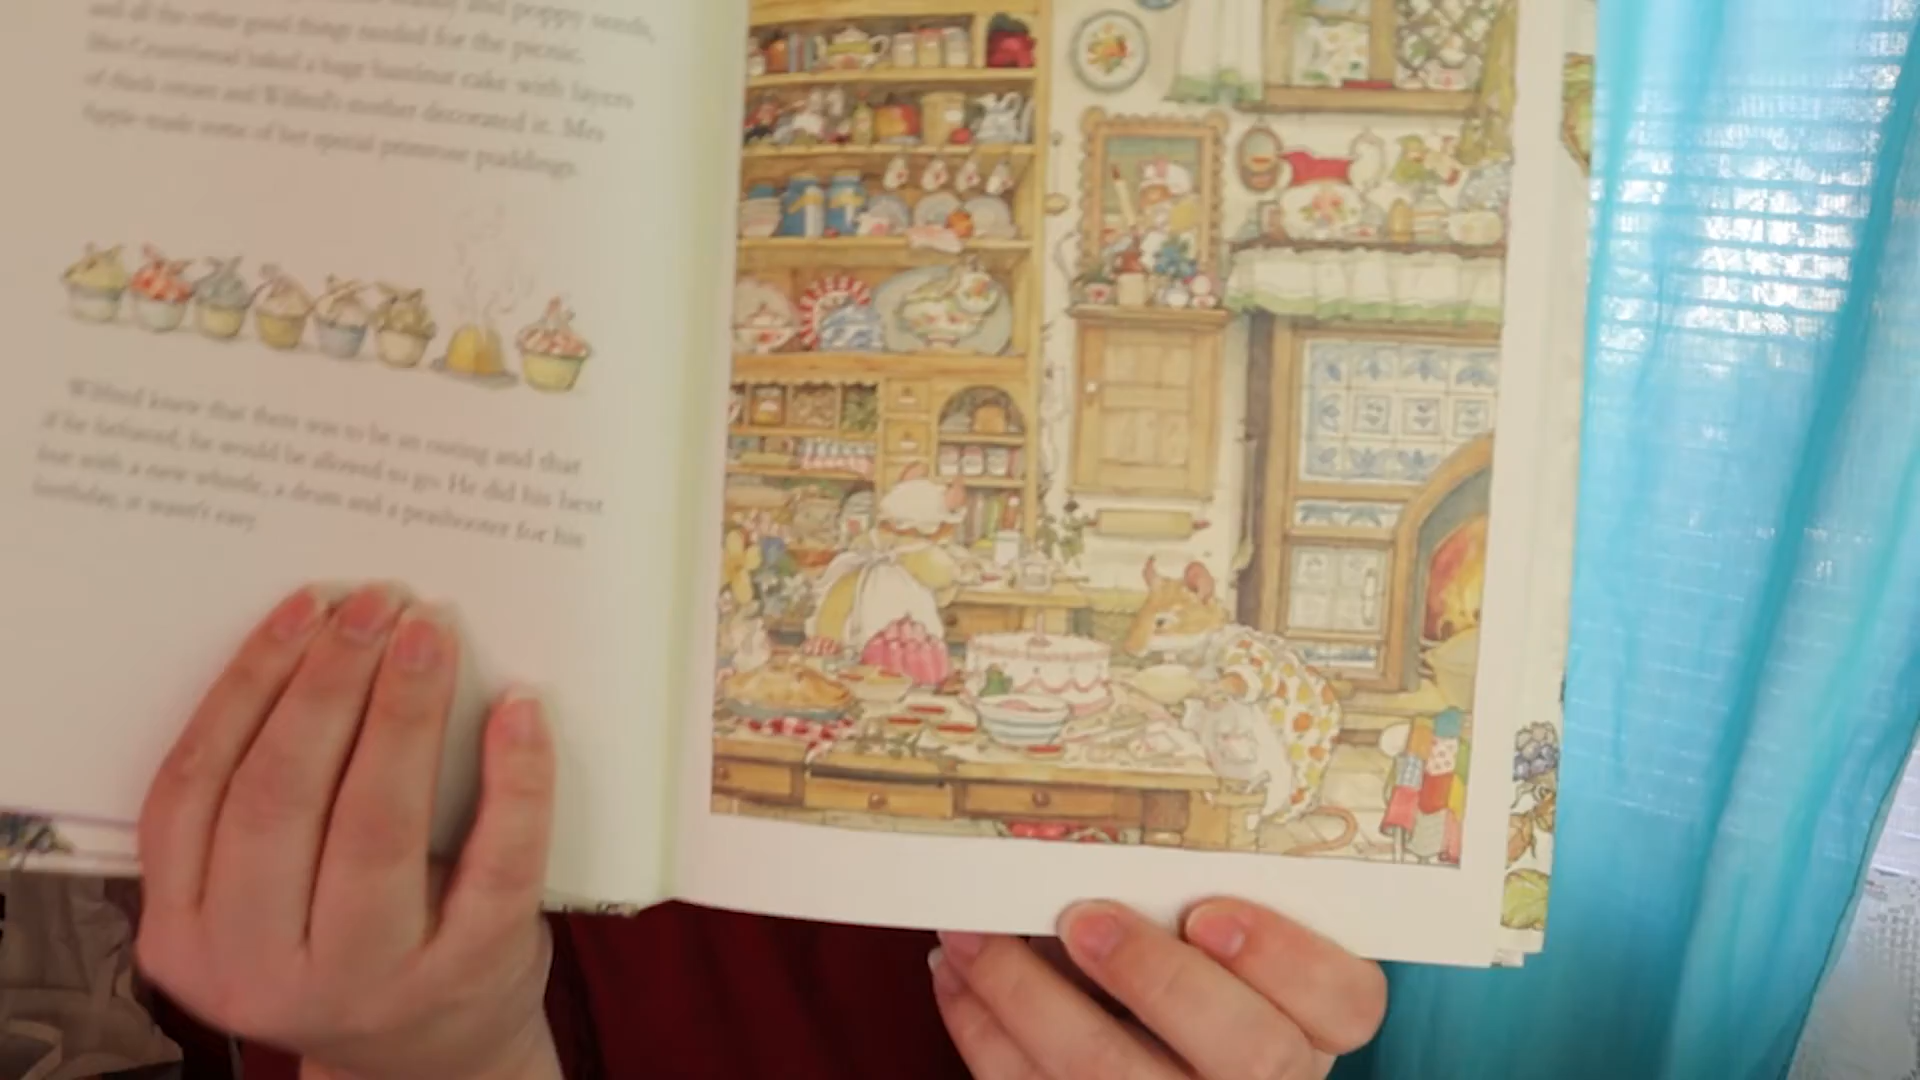 and poppy seeds,
and all the other good things needed for the picnic.
Mrs Crustybread baked a huge hazelnut cake with layers
of thick cream and Wilfred's mother decorated it. Mrs
Apple made some of her special primrose puddings.
Wilfred knew that there was to be an outing and that
if he behaved, he would be allowed to go. He did his best
but with a new whistle, a drum and a peashooter for his
birthday, it wasn't easy.